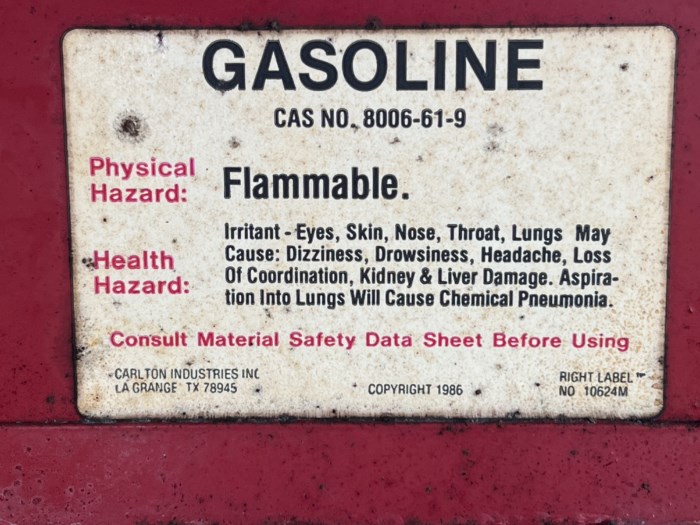 GASOLINE
CAS NO. 8006-61-9
Physical
Hazard:
Flammable.
Health
Hazard:
Irritant - Eyes, Skin, Nose, Throat, Lungs May
Cause: Dizziness, Drowsiness, Headache, Loss
Of Coordination, Kidney & Liver Damage. Aspira-
tion Into Lungs Will Cause Chemical Pneumonia.
Consult Material Safety Data Sheet Before Using
CARLTON INDUSTRIES INC
LA GRANGE TX 78945
COPYRIGHT 1986
RIGHT LABEL™
NO 10624M